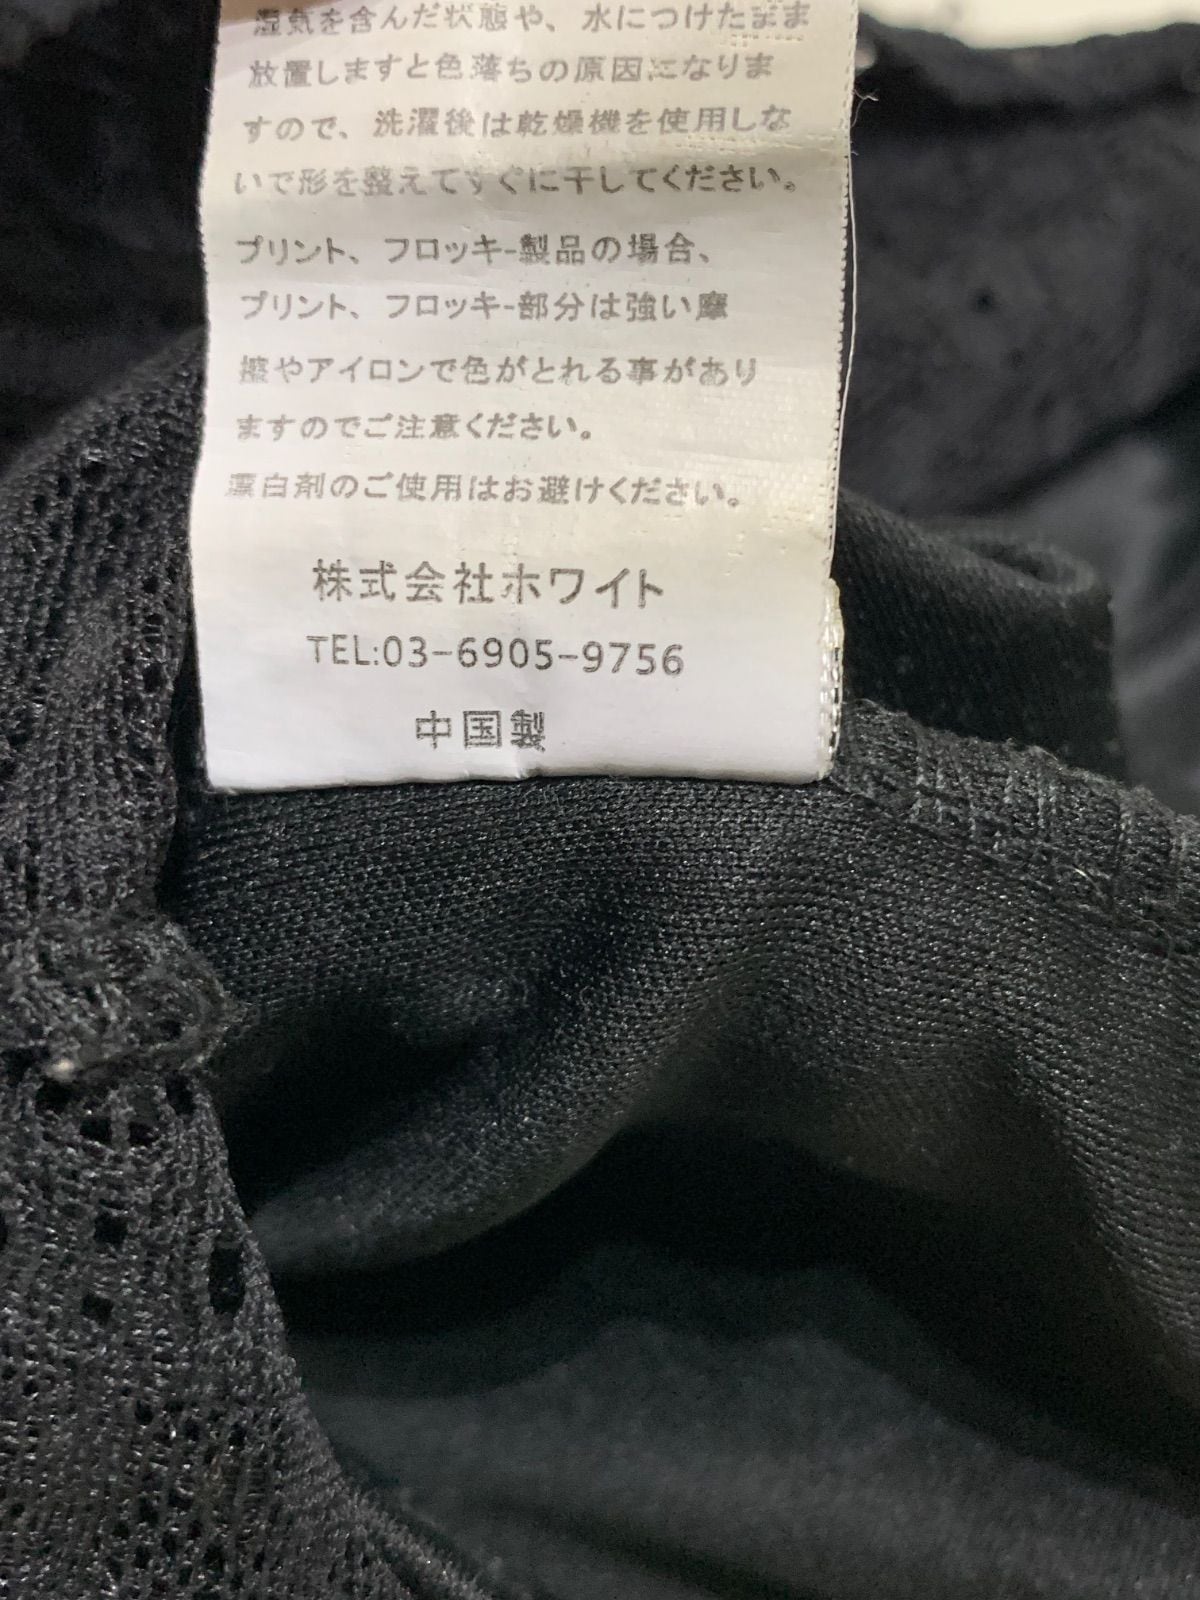 湿気を含んだ状態や、水につけたまま
放置しますと色落ちの原因になりま
すので、洗濯後は乾燥機を使用しな
いで形を整えてすぐに干してください。
プリント、フロッキ-製品の場合、
プリント、フロッキ-部分は強い摩
擦やアイロンで色がとれる事があり
ますのでご注意ください。
漂白剤のご使用はお避けください。
株式会社ホワイト
TEL:03-6905-9756
中国製